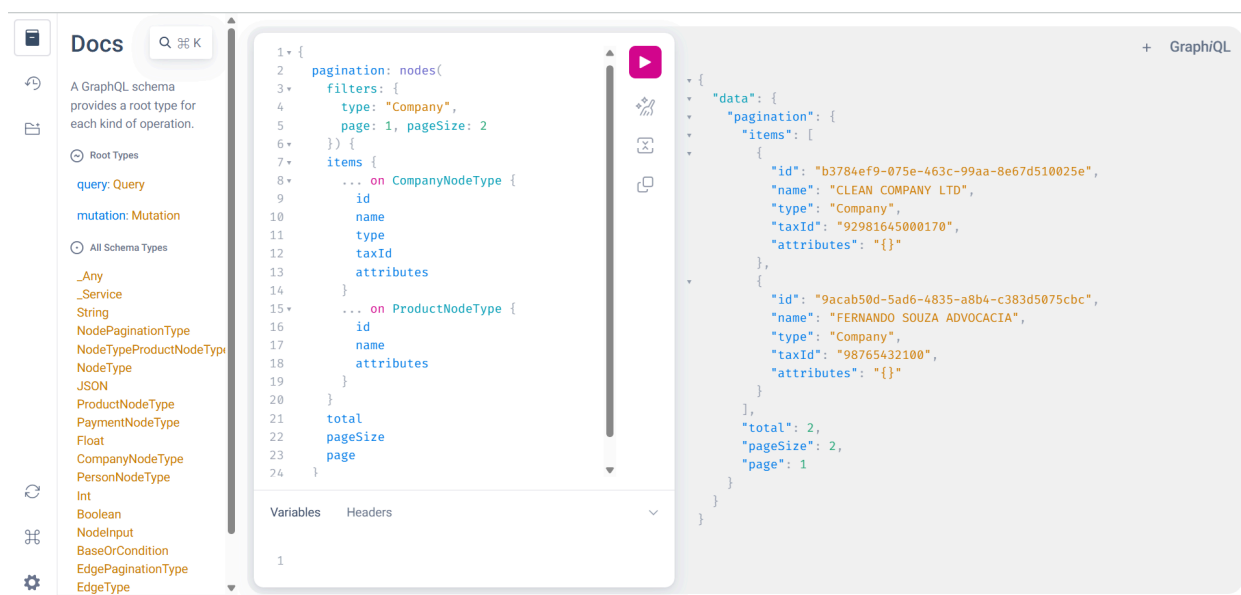 Docs
⌘ K
A GraphQL schema
provides a root type for
each kind of operation.
Root Types
query: Query
mutation: Mutation
All Schema Types
_Any
_Service
String
NodePaginationType
NodeTypeProductNodeType
NodeType
JSON
ProductNodeType
PaymentNodeType
Float
CompanyNodeType
PersonNodeType
Int
Boolean
NodeInput
BaseOrCondition
EdgePaginationType
EdgeType
1 {
2 pagination: nodes(
3 filters: {
4 type: "Company",
5 page: 1, pageSize: 2
6 }) {
7 items {
8 ... on CompanyNodeType {
9 id
10 name
11 type
12 taxId
13 attributes
14 }
15 ... on ProductNodeType {
16 id
17 name
18 attributes
19 }
20 }
21 total
22 pageSize
23 page
24 }
Variables Headers
1
+ GraphiQL
{
"data": {
"pagination": {
"items": [
{
"id": "b3784ef9-075e-463c-99aa-8e67d510025e",
"name": "CLEAN COMPANY LTD",
"type": "Company",
"taxId": "92981645000170",
"attributes": "{}"
},
{
"id": "9acab50d-5ad6-4835-a8b4-c383d5075cbc",
"name": "FERNANDO SOUZA ADVOCACIA",
"type": "Company",
"taxId": "98765432100",
"attributes": "{}"
}
],
"total": 2,
"pageSize": 2,
"page": 1
}
}
}